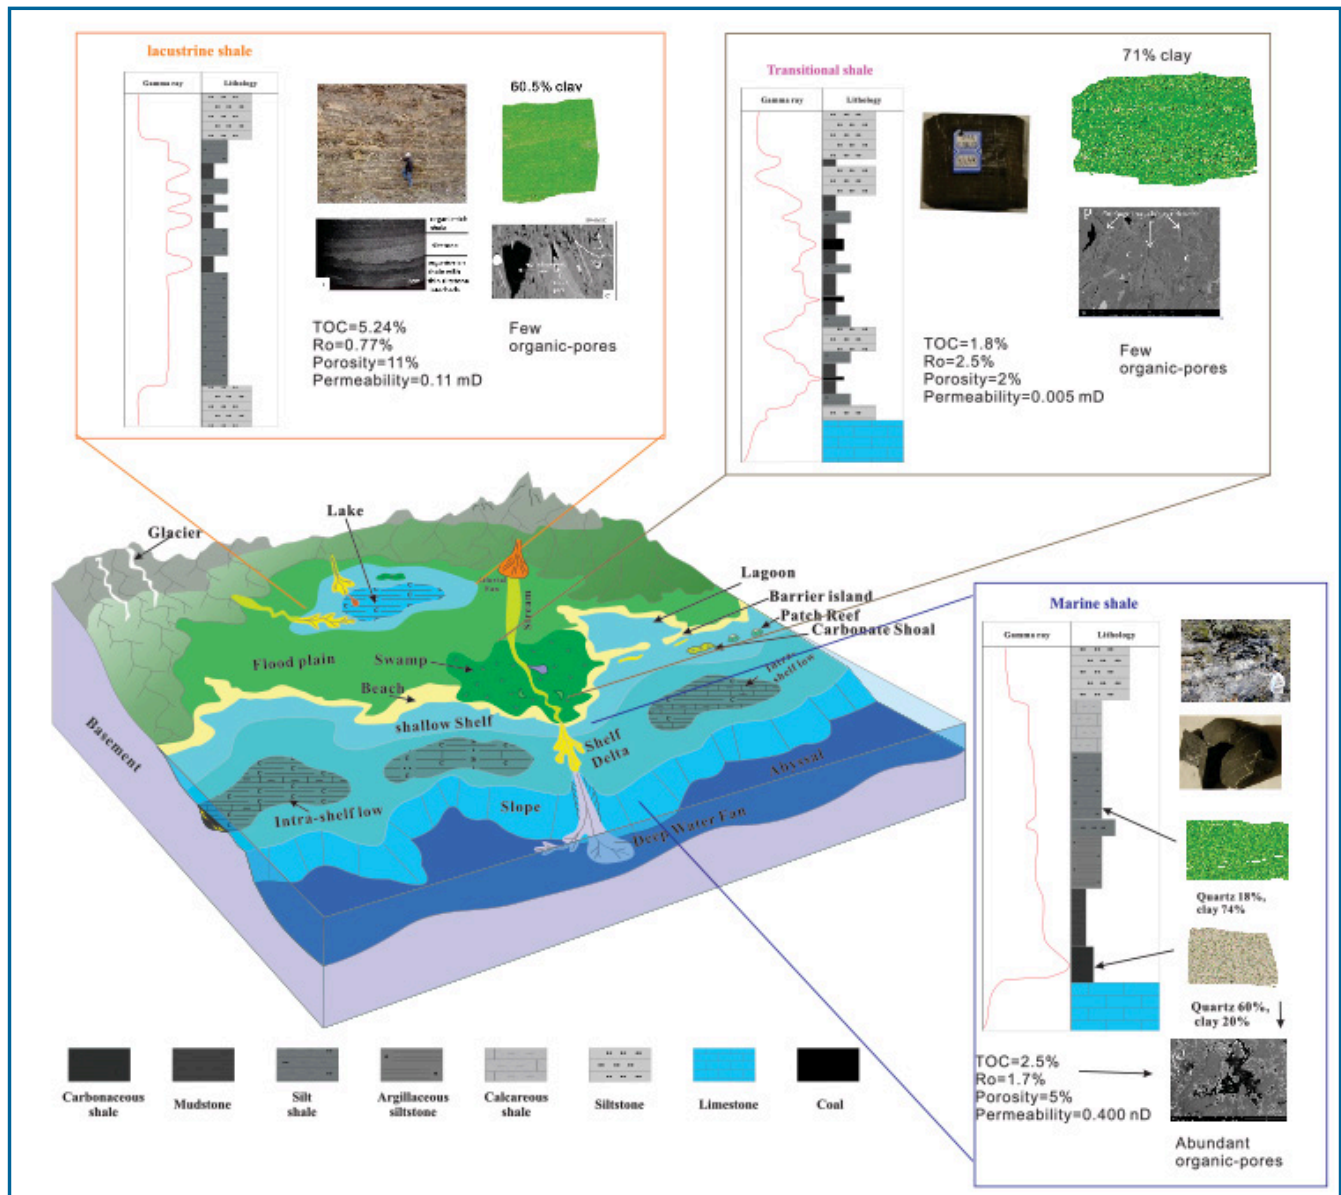 lacustrine shale
Gamma ray
Lithology
60.5% clay
TOC=5.24%
Ro=0.77%
Porosity=11%
Permeability=0.11 mD
Few
organic-pores
Transitional shale
Gamma ray
Lithology
71% clay
TOC=1.8%
Ro=2.5%
Porosity=2%
Permeability=0.005 mD
Few
organic-pores
Glacier
Lake
Stream
Lagoon
Barrier island
Patch Reef
Carbonate Shoal
Flood plain
Swamp
Beach
shallow Shelf
Intra-
shelf low
Shelf
Delta
Basement
Intra-shelf low
Slope
Abyssal
Deep Water Fan
Marine shale
Gamma ray
Lithology
Quartz 18%,
clay 74%
Quartz 60%,
clay 20%
TOC=2.5%
Ro=1.7%
Porosity=5%
Permeability=0.400 nD
Abundant
organic-pores
Carbonaceous
shale
Mudstone
Silt
shale
Argillaceous
siltstone
Calcareous
shale
Siltstone
Limestone
Coal